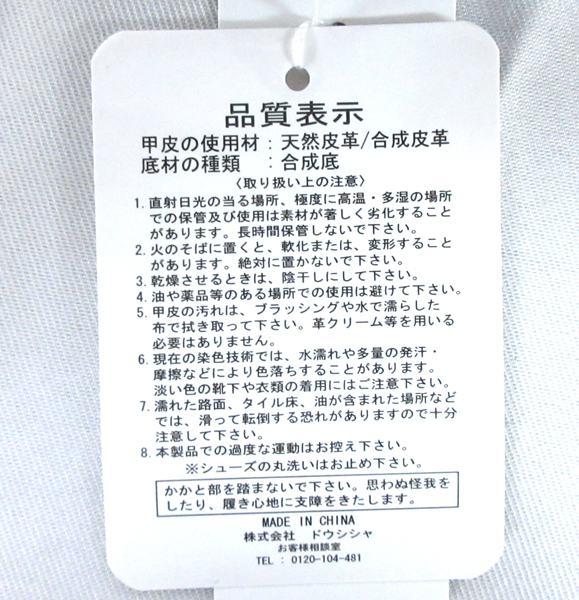 品質表示
甲皮の使用材：天然皮革/合成皮革
底材の種類　：合成底
〈取り扱い上の注意〉
1. 直射日光の当る場所、極度に高温・多湿の場所
での保管及び使用は素材が著しく劣化すること
があります。長時間保管しないで下さい。
2. 火のそばに置くと、軟化または、変形すること
があります。絶対に置かないで下さい。
3. 乾燥させるときは、陰干しにして下さい。
4. 油や薬品等のある場所での使用は避けて下さい。
5. 甲皮の汚れは、ブラッシングや水で濡らした
布で拭き取って下さい。革クリーム等を用いる
必要はありません。
6. 現在の染色技術では、水濡れや多量の発汗・
摩擦などにより色落ちすることがあります。
淡い色の靴下や衣類の着用にはご注意下さい。
7. 濡れた路面、タイル床、油が含まれた場所など
では、滑って転倒する恐れがありますので十分
注意して下さい。
8. 本製品での過度な運動はお控え下さい。
※シューズの丸洗いはお止め下さい。
かかと部を踏まないで下さい。思わぬ怪我を
したり、履き心地に支障をきたします。
MADE IN CHINA
株式会社　ドウシシャ
お客様相談室
TEL : 0120-104-481